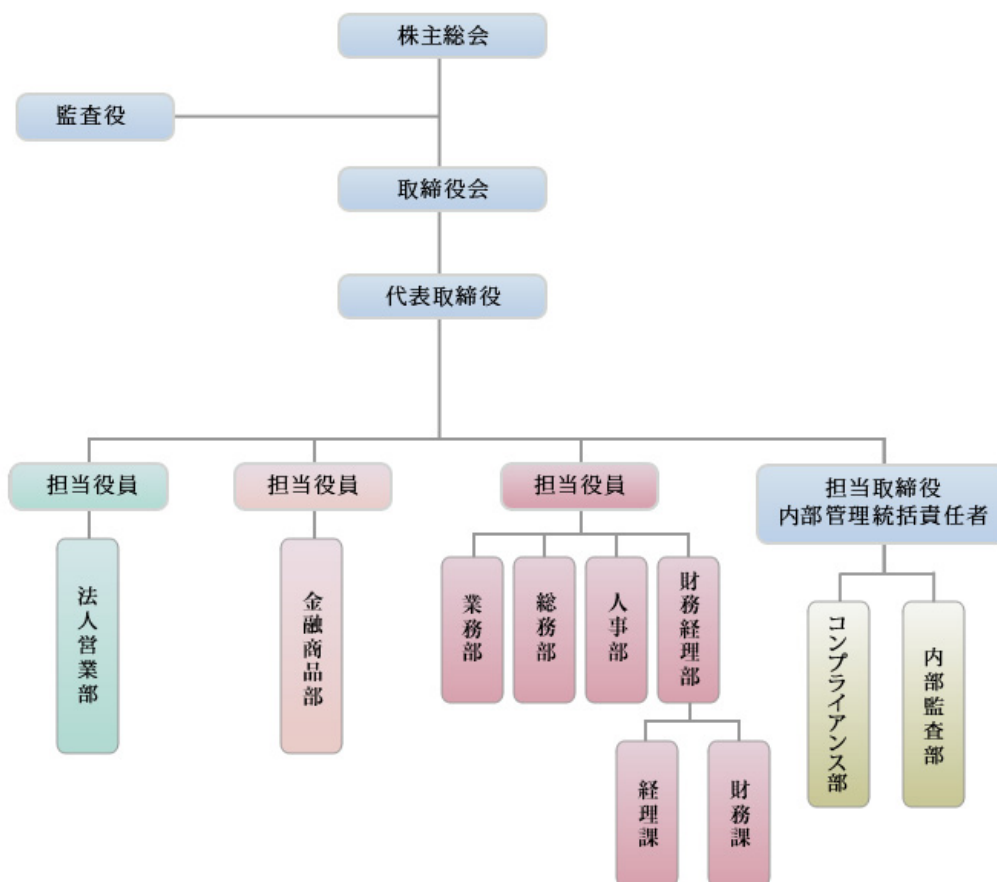 株主総会
監査役
取締役会
代表取締役
担当役員
担当役員
担当役員
担当取締役
内部管理統括責任者
法人営業部
金融商品部
業務部
総務部
人事部
財務経理部
コンプライアンス部
内部監査部
経理課
財務課